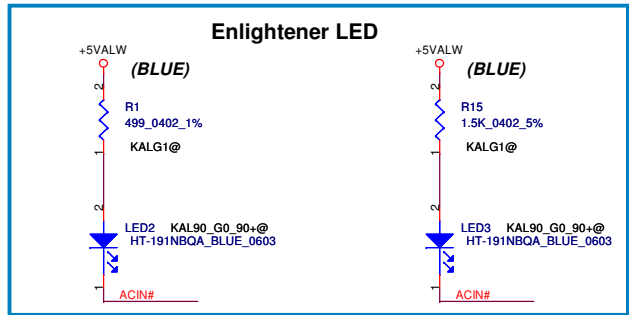 Enlightener LED
+5VALW
(BLUE)
2
R1
499_0402_1%
KALG1@
1
2
LED2 KAL90_G0_90+@
HT-191NBQA_BLUE_0603
1
ACIN#
+5VALW
(BLUE)
2
R15
1.5K_0402_5%
KALG1@
1
2
LED3 KAL90_G0_90+@
HT-191NBQA_BLUE_0603
1
ACIN#